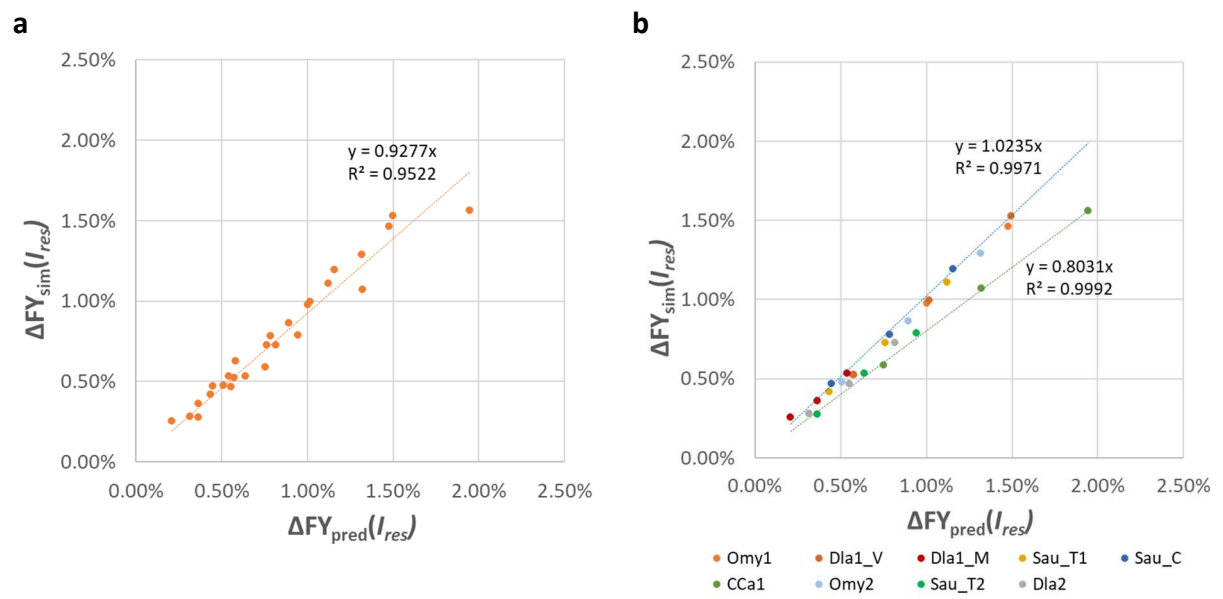 a
2.50%
2.00%
1.50%
1.00%
0.50%
0.00%
ΔFYsim(Ires)
y = 0.9277x
R² = 0.9522
0.00% 0.50% 1.00% 1.50% 2.00% 2.50%
ΔFYpred(Ires)
b
2.50%
2.00%
1.50%
1.00%
0.50%
0.00%
ΔFYsim(Ires)
y = 1.0235x
R² = 0.9971
y = 0.8031x
R² = 0.9992
0.00% 0.50% 1.00% 1.50% 2.00% 2.50%
ΔFYpred(Ires)
Omy1 Dla1_V Dla1_M Sau_T1 Sau_C
CCa1 Omy2 Sau_T2 Dla2